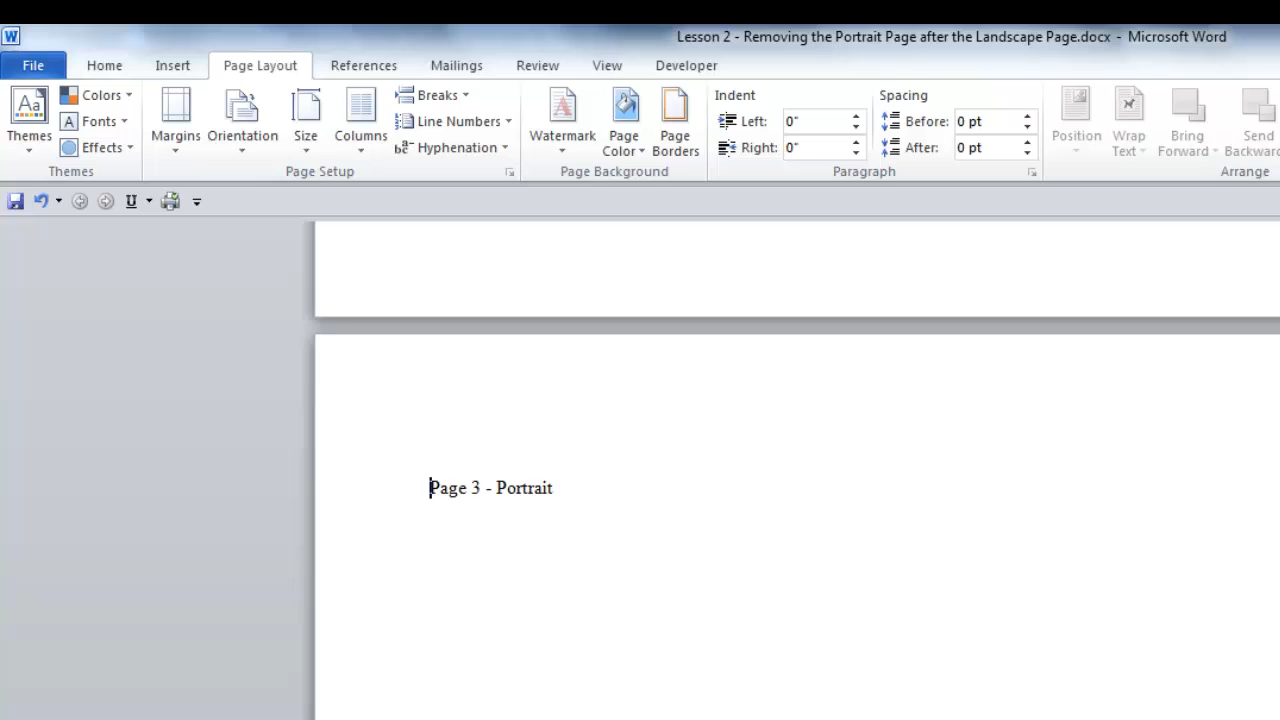 W Lesson 2 - Removing the Portrait Page after the Landscape Page.docx - Microsoft Word
File Home Insert Page Layout References Mailings Review View Developer
Aa Colors Breaks Indent Spacing
A Fonts Line Numbers Left: 0" Before: 0 pt
Themes Margins Orientation Size Columns Watermark Page Color Page Borders Position Wrap Text Bring Forward Send Backward
Effects Hyphenation Right: 0" After: 0 pt
Themes Page Setup Page Background Paragraph Arrange
U
Page 3 - Portrait